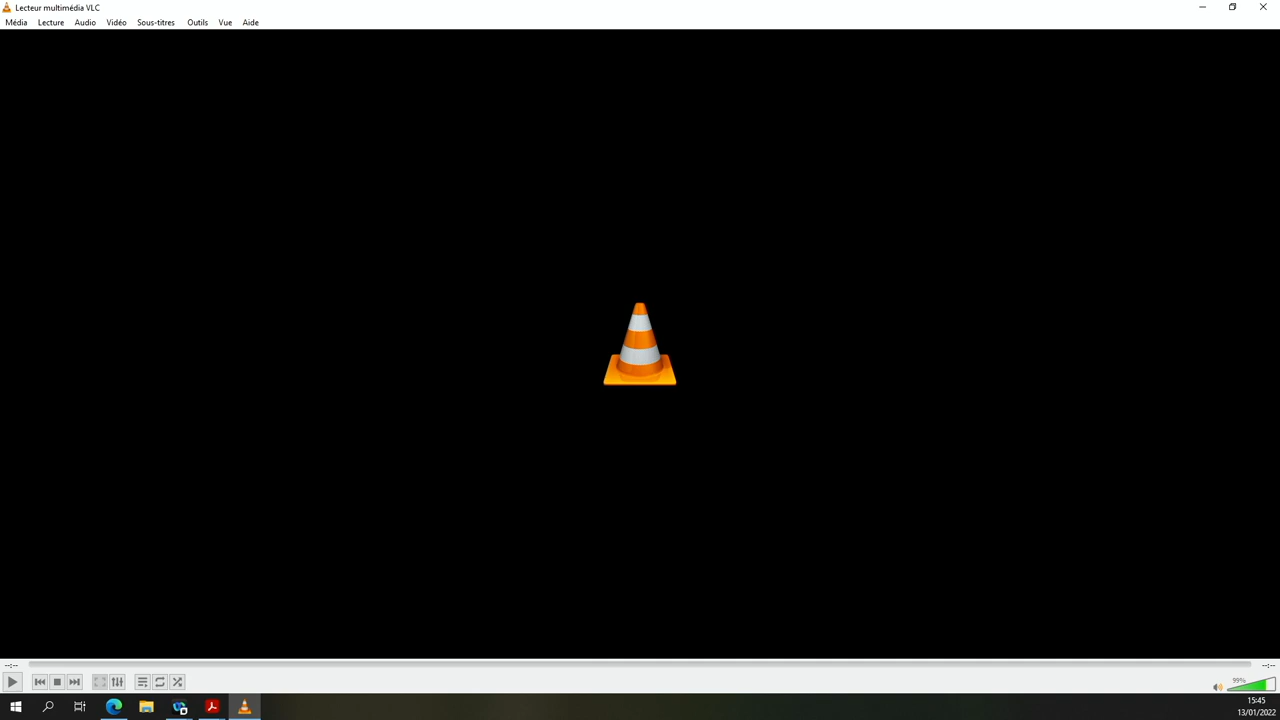 Lecteur multimédia VLC
Média Lecture Audio Vidéo Sous-titres Outils Vue Aide
--:-- --:--
99%
15:45
13/01/2022